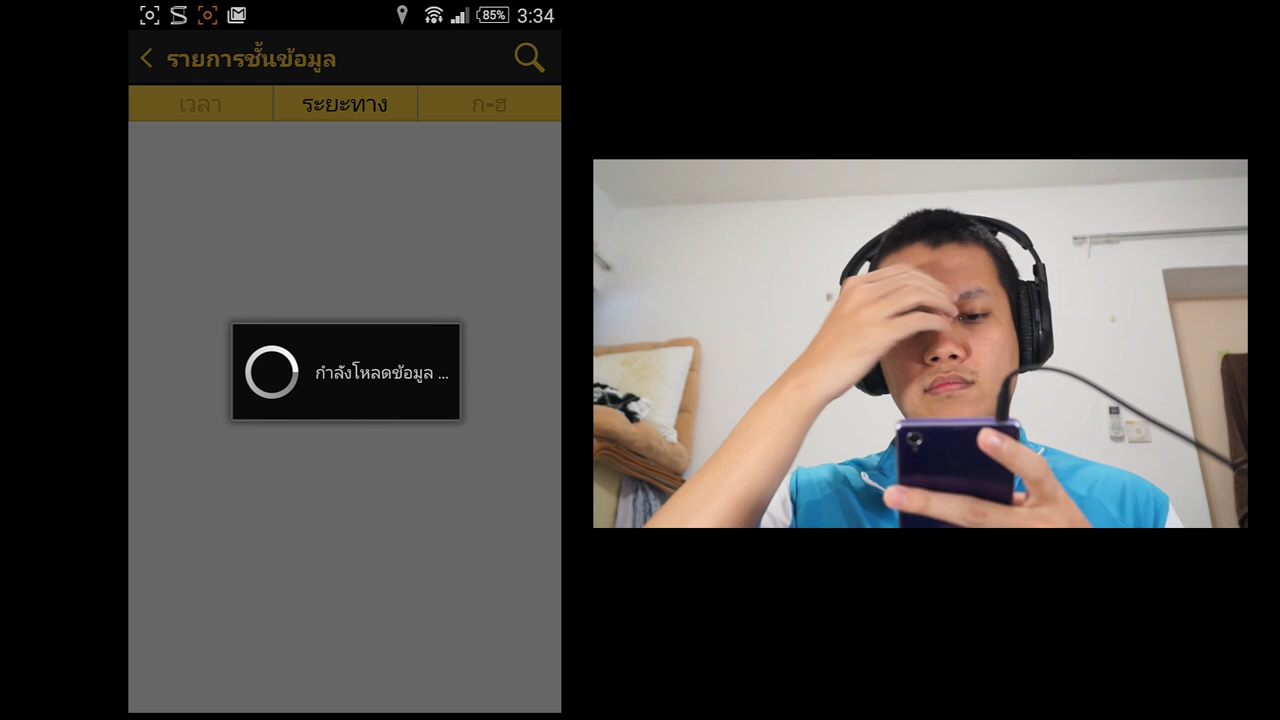 85% 3:34
รายการชั้นข้อมูล
เวลา ระยะทาง ก-ฮ
กำลังโหลดข้อมูล ...